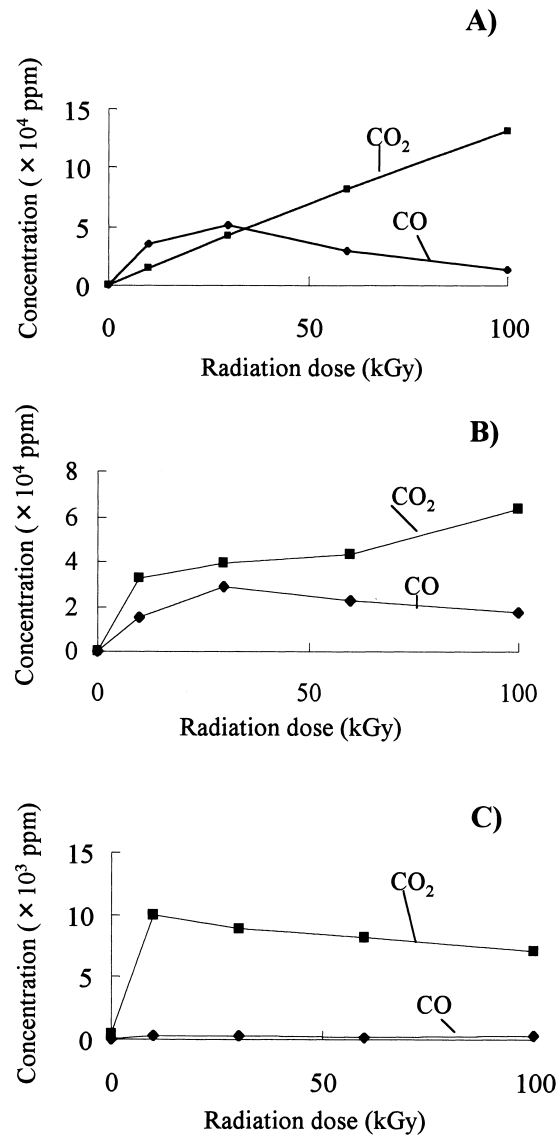 A)
Concentration ( × 10⁴ ppm)
15
10
5
0
CO₂
CO
0 50 100
Radiation dose (kGy)
B)
Concentration ( × 10⁴ ppm)
8
6
4
2
0
CO₂
CO
0 50 100
Radiation dose (kGy)
C)
Concentration ( × 10³ ppm)
15
10
5
0
CO₂
CO
0 50 100
Radiation dose (kGy)